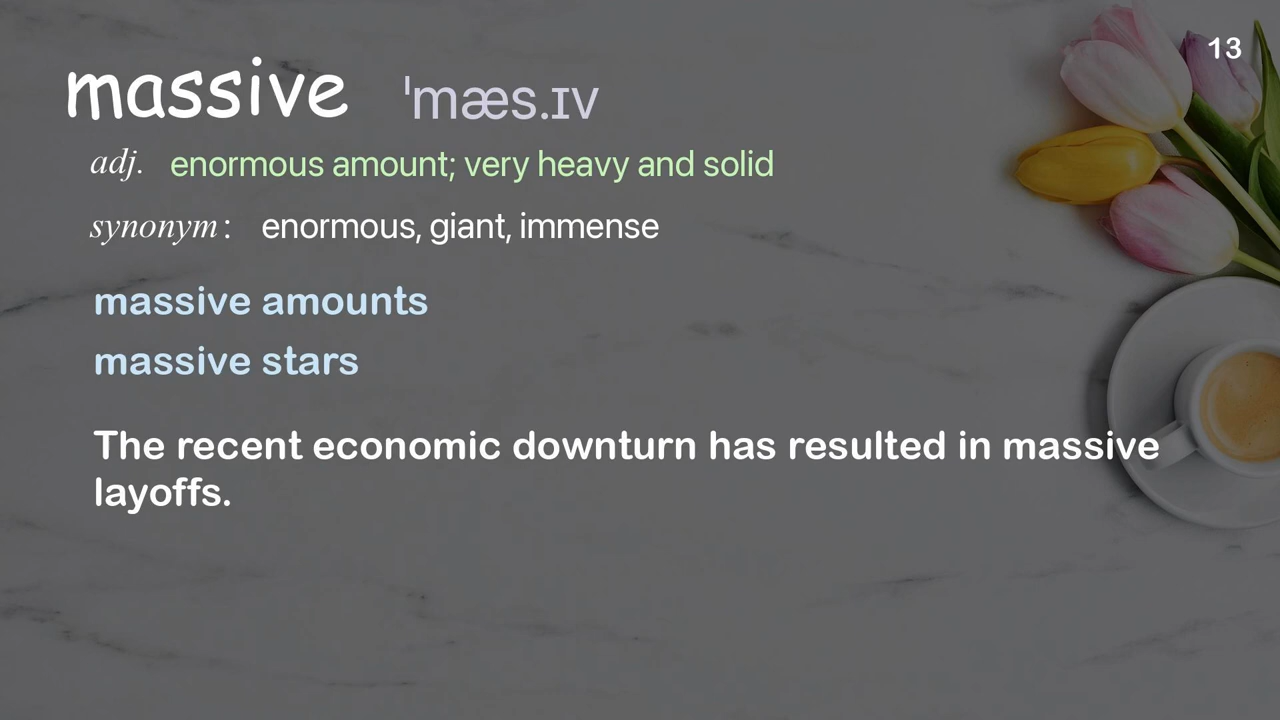 13
massive ˈmæs.ɪv
adj. enormous amount; very heavy and solid
synonym: enormous, giant, immense
massive amounts
massive stars
The recent economic downturn has resulted in massive
layoffs.